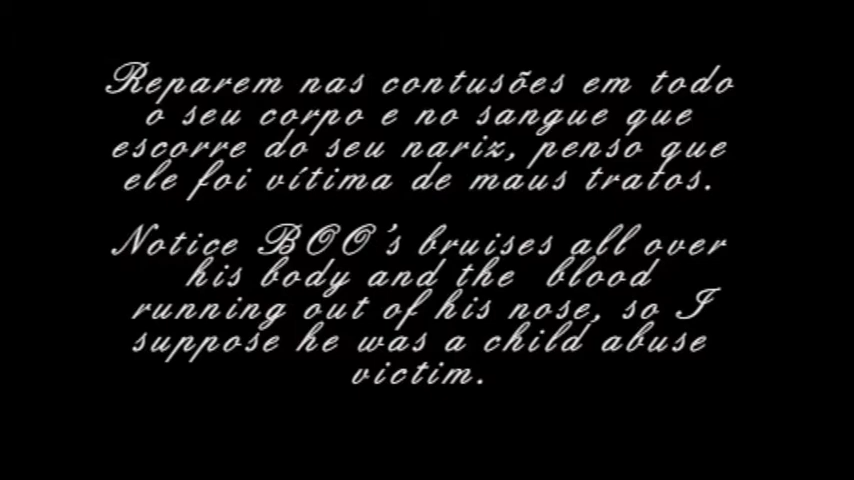 Reparem nas contusões em todo
o seu corpo e no sangue que
escorre do seu nariz, penso que
ele foi vítima de maus tratos.
Notice BOO's bruises all over
his body and the blood
running out of his nose, so I
suppose he was a child abuse
victim.